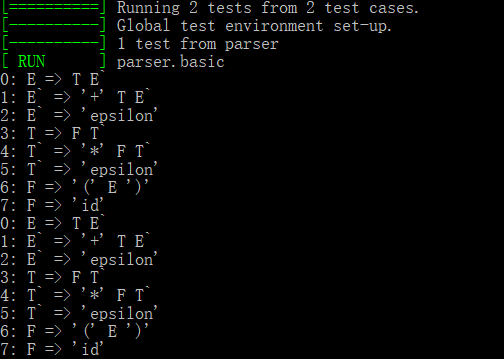 [==========] Running 2 tests from 2 test cases.
[----------] Global test environment set-up.
[----------] 1 test from parser
[ RUN      ] parser.basic
0: E => T E`
1: E` => '+' T E`
2: E` => 'epsilon'
3: T => F T`
4: T` => '*' F T`
5: T` => 'epsilon'
6: F => '(' E ')'
7: F => 'id'
0: E => T E`
1: E` => '+' T E`
2: E` => 'epsilon'
3: T => F T`
4: T` => '*' F T`
5: T` => 'epsilon'
6: F => '(' E ')'
7: F => 'id'